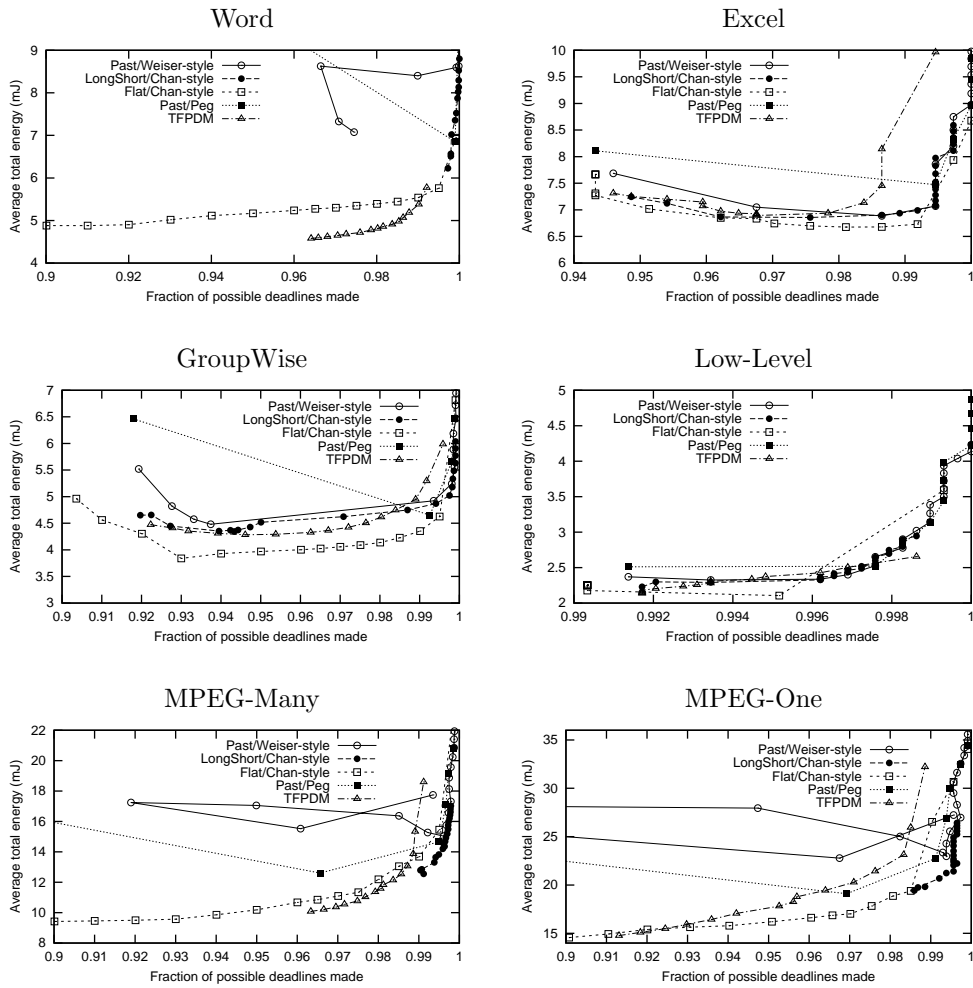 Word
9
8
7
6
5
4
0.9
0.92
0.94
0.96
0.98
1
Average total energy (mJ)
Fraction of possible deadlines made
Past/Weiser-style
LongShort/Chan-style
Flat/Chan-style
Past/Peg
TFPDM
Excel
10
9.5
9
8.5
8
7.5
7
6.5
6
0.94
0.95
0.96
0.97
0.98
0.99
1
Average total energy (mJ)
Fraction of possible deadlines made
Past/Weiser-style
LongShort/Chan-style
Flat/Chan-style
Past/Peg
TFPDM
GroupWise
7
6.5
6
5.5
5
4.5
4
3.5
3
0.9
0.91
0.92
0.93
0.94
0.95
0.96
0.97
0.98
0.99
1
Average total energy (mJ)
Fraction of possible deadlines made
Past/Weiser-style
LongShort/Chan-style
Flat/Chan-style
Past/Peg
TFPDM
Low-Level
5
4.5
4
3.5
3
2.5
2
0.99
0.992
0.994
0.996
0.998
1
Average total energy (mJ)
Fraction of possible deadlines made
Past/Weiser-style
LongShort/Chan-style
Flat/Chan-style
Past/Peg
TFPDM
MPEG-Many
22
20
18
16
14
12
10
8
0.9
0.91
0.92
0.93
0.94
0.95
0.96
0.97
0.98
0.99
1
Average total energy (mJ)
Fraction of possible deadlines made
Past/Weiser-style
LongShort/Chan-style
Flat/Chan-style
Past/Peg
TFPDM
MPEG-One
35
30
25
20
15
0.9
0.91
0.92
0.93
0.94
0.95
0.96
0.97
0.98
0.99
1
Average total energy (mJ)
Fraction of possible deadlines made
Past/Weiser-style
LongShort/Chan-style
Flat/Chan-style
Past/Peg
TFPDM